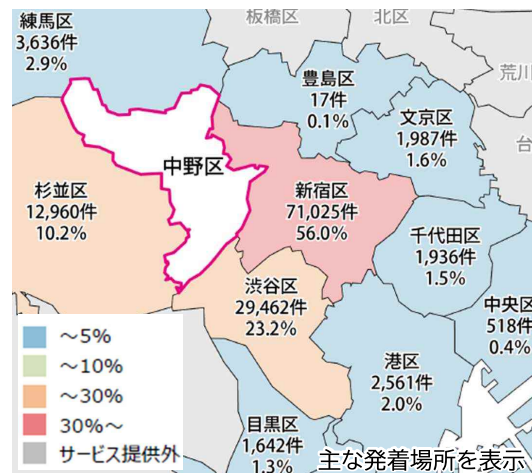 練馬区
3,636件
2.9%
板橋区
北区
荒川
豊島区
17件
0.1%
文京区
1,987件
1.6%
台
中野区
杉並区
12,960件
10.2%
新宿区
71,025件
56.0%
千代田区
1,936件
1.5%
渋谷区
29,462件
23.2%
中央区
518件
0.4%
港区
2,561件
2.0%
目黒区
1,642件
1.3%
～5%
～10%
～30%
30%～
サービス提供外
主な発着場所を表示